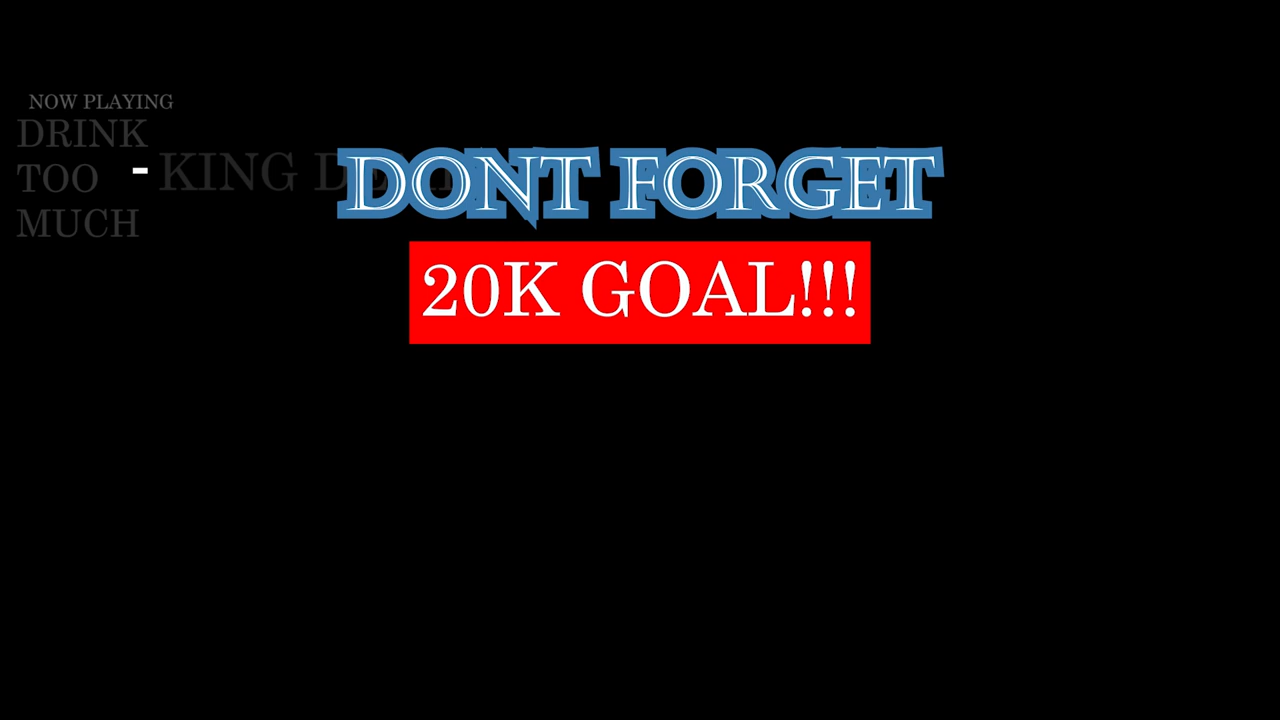 NOW PLAYING
DRINK
TOO
MUCH
- KING
DONT FORGET
20K GOAL!!!